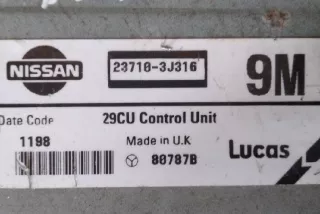 NISSAN
23710-3J316
9M
Date Code
29CU Control Unit
1198
Made in U.K
80787B
Lucas